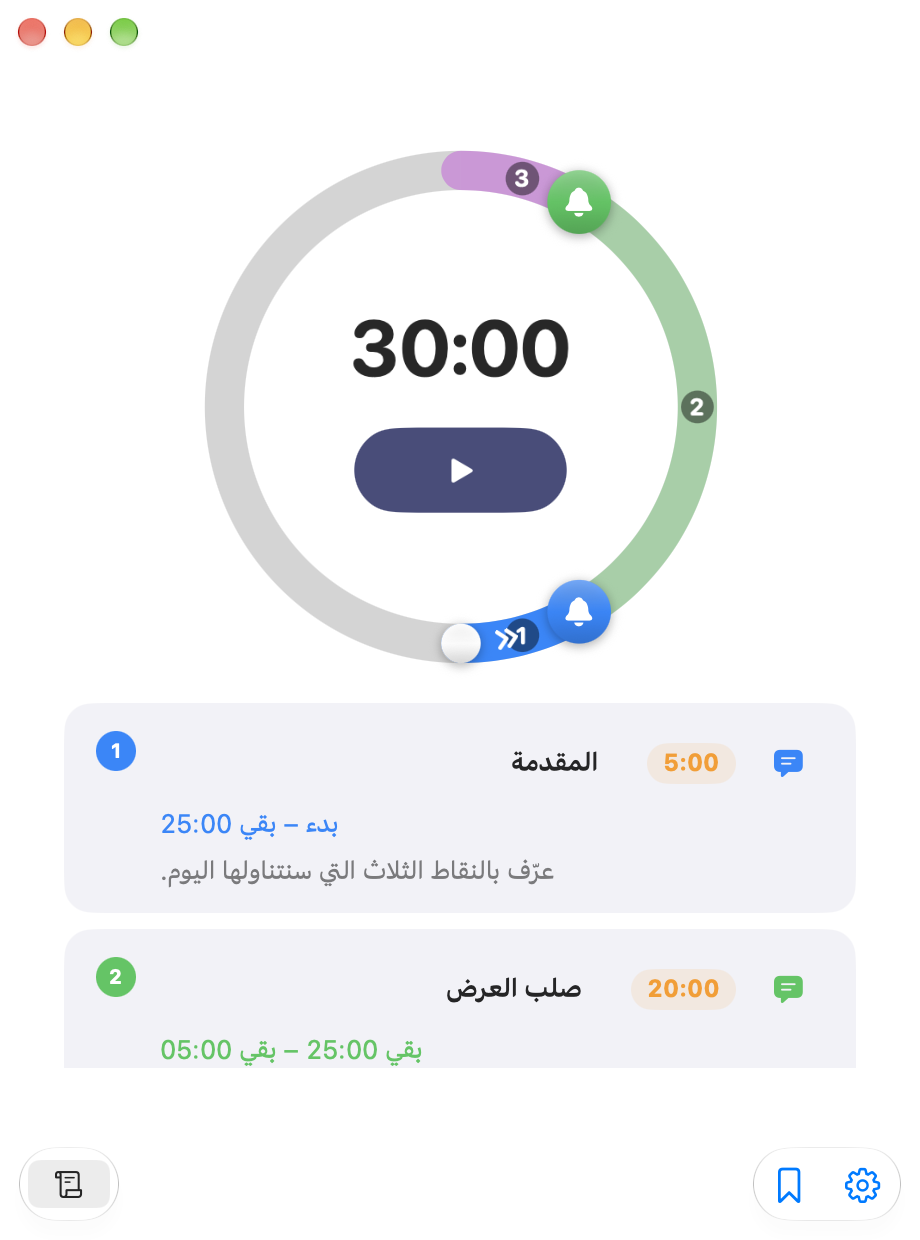 3
30:00
2
1
1
المقدمة
5:00
بدء – بقي 25:00
عرّف بالنقاط الثلاث التي سنتناولها اليوم.
2
صلب العرض
20:00
بقي 25:00 – بقي 05:00